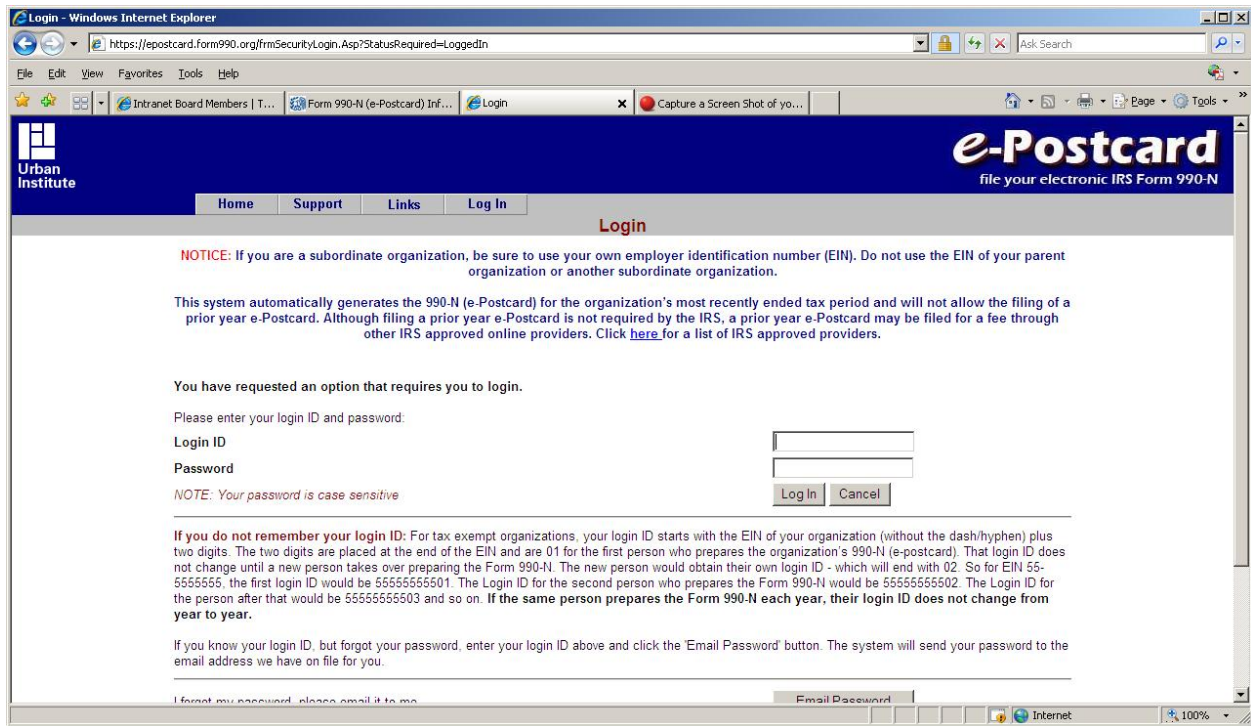 Login - Windows Internet Explorer
https://epostcard.form990.org/frmSecurityLogin.Asp?StatusRequired=LoggedIn
Ask Search
File Edit View Favorites Tools Help
Intranet Board Members | T...
Form 990-N (e-Postcard) Inf...
Login
Capture a Screen Shot of yo...
Page
Tools
Urban
Institute
e-Postcard
file your electronic IRS Form 990-N
Home Support Links Log In
Login
NOTICE: If you are a subordinate organization, be sure to use your own employer identification number (EIN). Do not use the EIN of your parent
organization or another subordinate organization.
This system automatically generates the 990-N (e-Postcard) for the organization's most recently ended tax period and will not allow the filing of a
prior year e-Postcard. Although filing a prior year e-Postcard is not required by the IRS, a prior year e-Postcard may be filed for a fee through
other IRS approved online providers. Click here for a list of IRS approved providers.
You have requested an option that requires you to login.
Please enter your login ID and password:
Login ID
Password
NOTE: Your password is case sensitive
Log In Cancel
If you do not remember your login ID: For tax exempt organizations, your login ID starts with the EIN of your organization (without the dash/hyphen) plus
two digits. The two digits are placed at the end of the EIN and are 01 for the first person who prepares the organization's 990-N (e-postcard). That login ID does
not change until a new person takes over preparing the Form 990-N. The new person would obtain their own login ID - which will end with 02. So for EIN 55-
5555555, the first login ID would be 55555555501. The Login ID for the second person who prepares the Form 990-N would be 55555555502. The Login ID for
the person after that would be 55555555503 and so on. If the same person prepares the Form 990-N each year, their login ID does not change from
year to year.
If you know your login ID, but forgot your password, enter your login ID above and click the 'Email Password' button. The system will send your password to the
email address we have on file for you.
I forgot my password, please email it to me
Email Password
Internet
100%